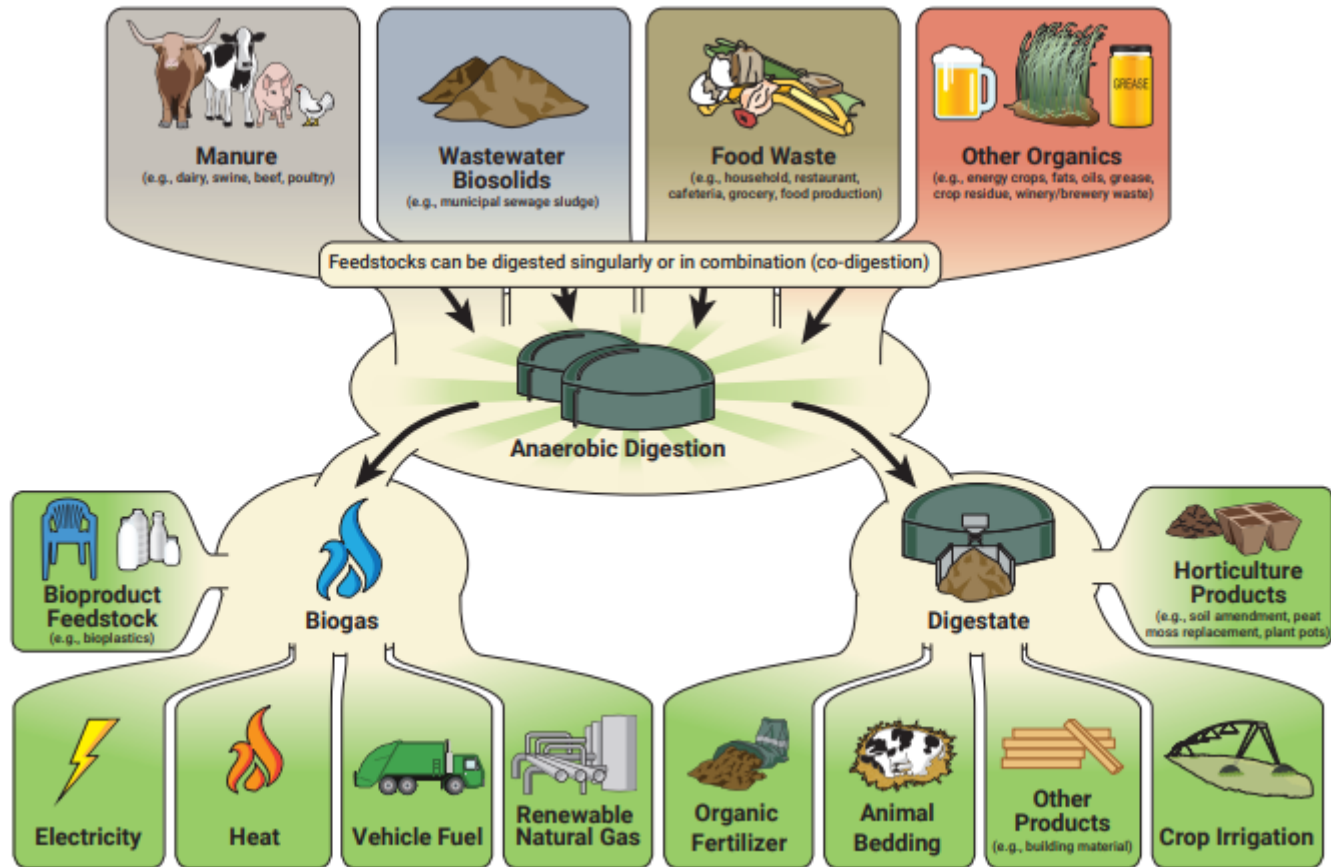 Manure
(e.g., dairy, swine, beef, poultry)
Wastewater
Biosolids
(e.g., municipal sewage sludge)
Food Waste
(e.g., household, restaurant,
cafeteria, grocery, food production)
GREASE
Other Organics
(e.g., energy crops, fats, oils, grease,
crop residue, winery/brewery waste)
Feedstocks can be digested singularly or in combination (co-digestion)
Anaerobic Digestion
Bioproduct
Feedstock
(e.g., bioplastics)
Biogas
Digestate
Horticulture
Products
(e.g., soil amendment, peat
moss replacement, plant pots)
Electricity
Heat
Vehicle Fuel
Renewable
Natural Gas
Organic
Fertilizer
Animal
Bedding
Other
Products
(e.g., building material)
Crop Irrigation